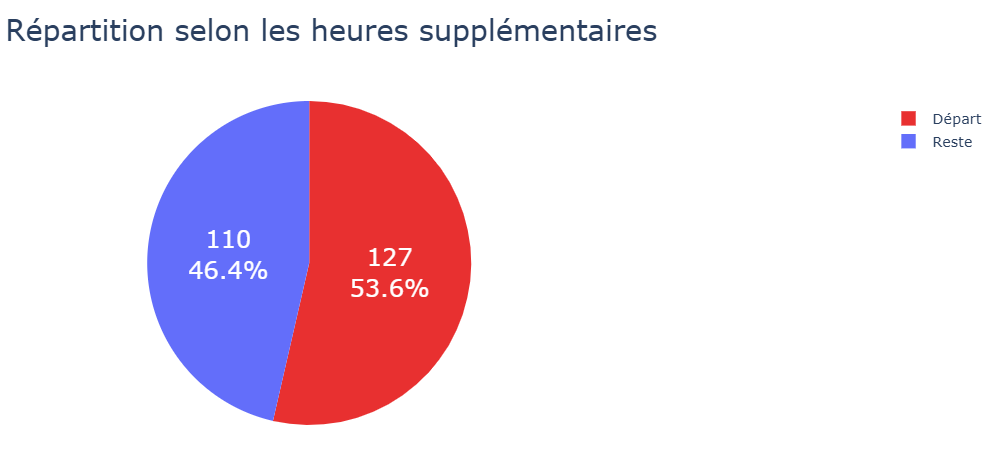 Répartition selon les heures supplémentaires
Départ
Reste
110
46.4%
127
53.6%